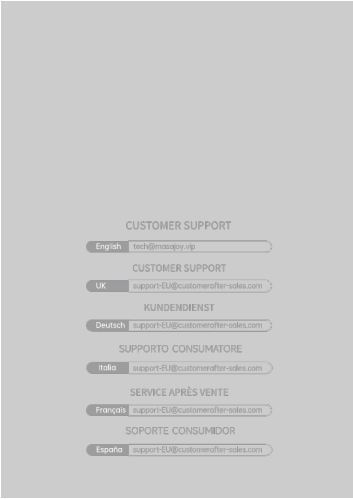 CUSTOMER SUPPORT
English tech@masajoy.vip
CUSTOMER SUPPORT
UK support-EU@customerafter-sales.com
KUNDENDIENST
Deutsch support-EU@customerafter-sales.com
SUPPORTO CONSUMATORE
Italia support-EU@customerafter-sales.com
SERVICE APRÈS VENTE
Français support-EU@customerafter-sales.com
SOPORTE CONSUMIDOR
España support-EU@customerafter-sales.com